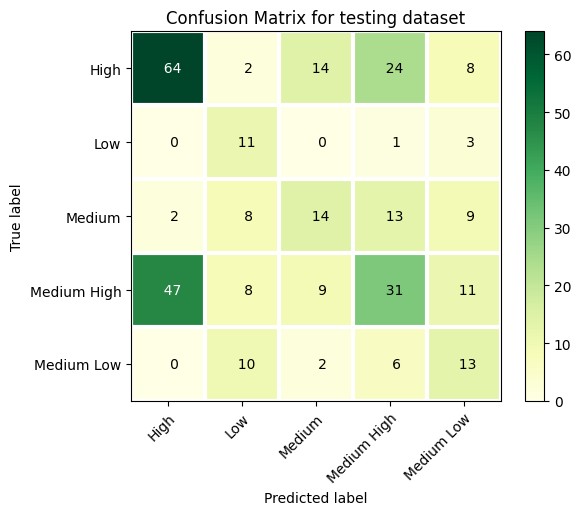 Confusion Matrix for testing dataset
True label
High 64 2 14 24 8
Low 0 11 0 1 3
Medium 2 8 14 13 9
Medium High 47 8 9 31 11
Medium Low 0 10 2 6 13
High Low Medium Medium High Medium Low
Predicted label
60
50
40
30
20
10
0